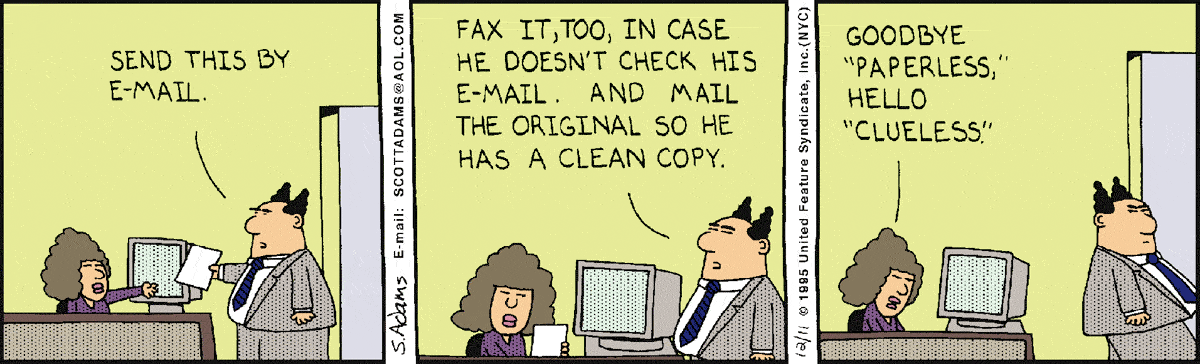 SEND THIS BY
E-MAIL.
S.Adams E-mail: SCOTTADAMS@AOL.COM
FAX IT, TOO, IN CASE
HE DOESN'T CHECK HIS
E-MAIL. AND MAIL
THE ORIGINAL SO HE
HAS A CLEAN COPY.
12/11 © 1995 United Feature Syndicate, Inc.(NYC)
GOODBYE
"PAPERLESS,"
HELLO
"CLUELESS."